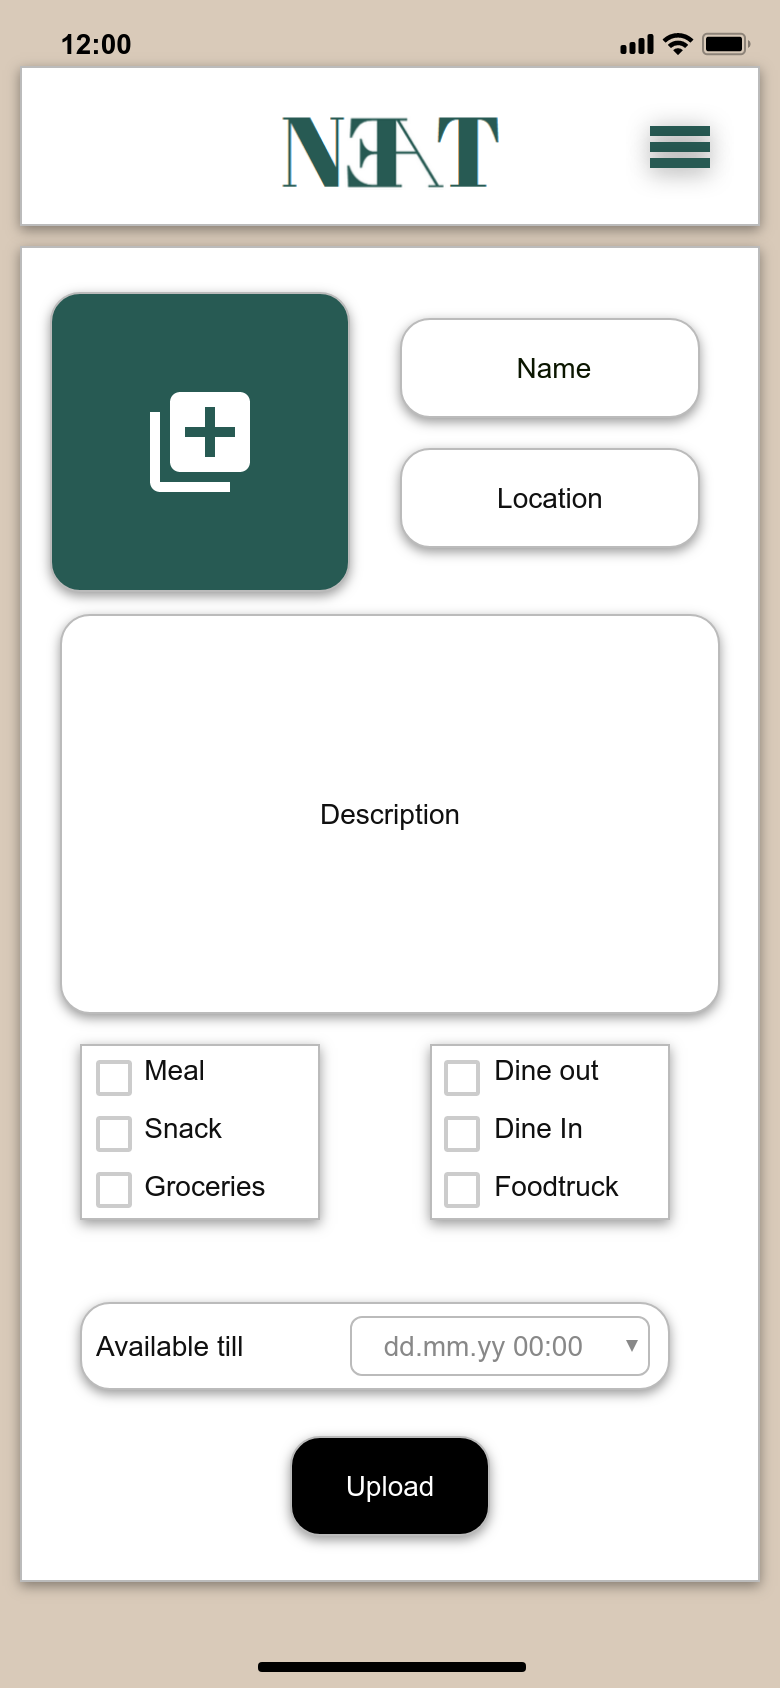 12:00
NEAT
Name
Location
Description
Meal
Snack
Groceries
Dine out
Dine In
Foodtruck
Available till
dd.mm.yy 00:00
Upload